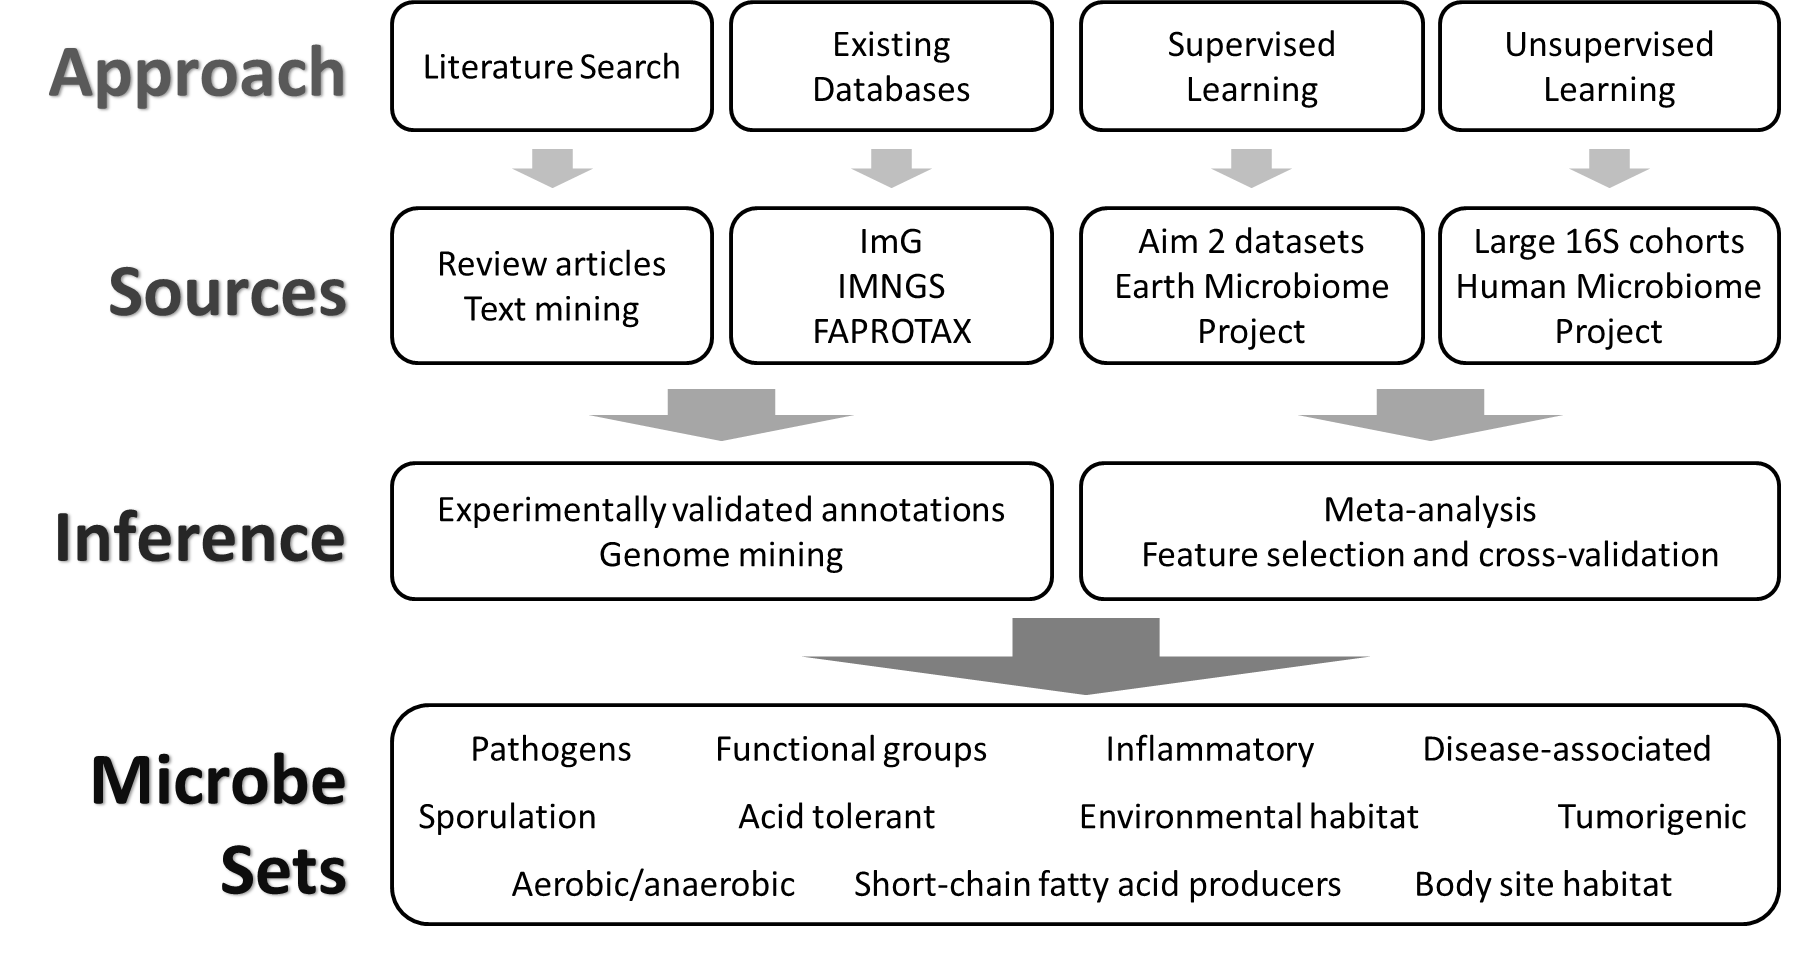 Approach
Literature Search
Existing
Databases
Supervised
Learning
Unsupervised
Learning
Sources
Review articles
Text mining
ImG
IMNGS
FAPROTAX
Aim 2 datasets
Earth Microbiome
Project
Large 16S cohorts
Human Microbiome
Project
Inference
Experimentally validated annotations
Genome mining
Meta-analysis
Feature selection and cross-validation
Microbe
Sets
Pathogens Functional groups Inflammatory Disease-associated
Sporulation Acid tolerant Environmental habitat Tumorigenic
Aerobic/anaerobic Short-chain fatty acid producers Body site habitat